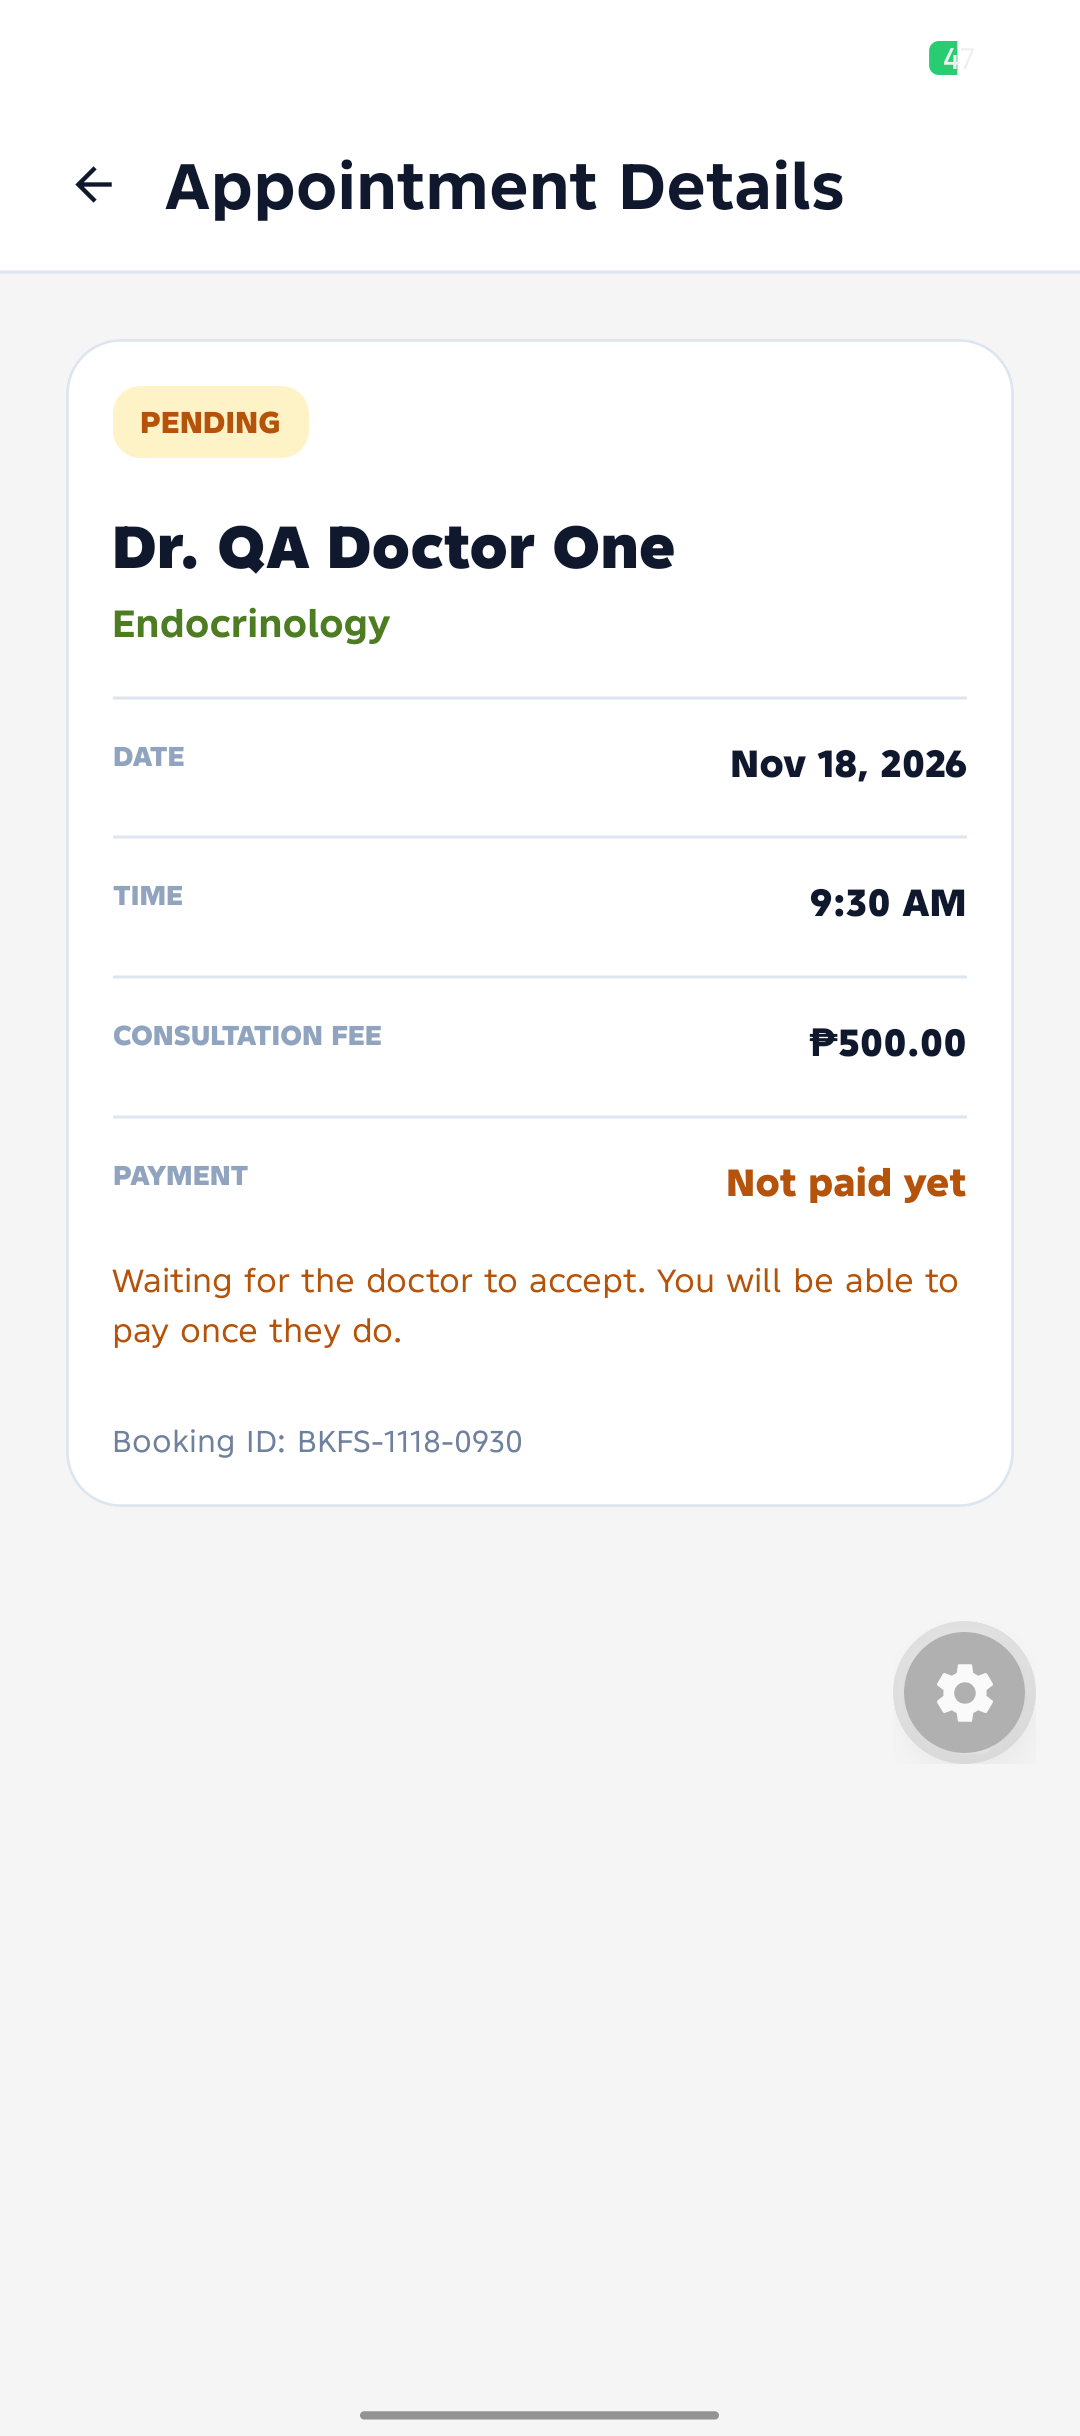 47
Appointment Details
PENDING
Dr. QA Doctor One
Endocrinology
DATE
Nov 18, 2026
TIME
9:30 AM
CONSULTATION FEE
₱500.00
PAYMENT
Not paid yet
Waiting for the doctor to accept. You will be able to
pay once they do.
Booking ID: BKFS-1118-0930